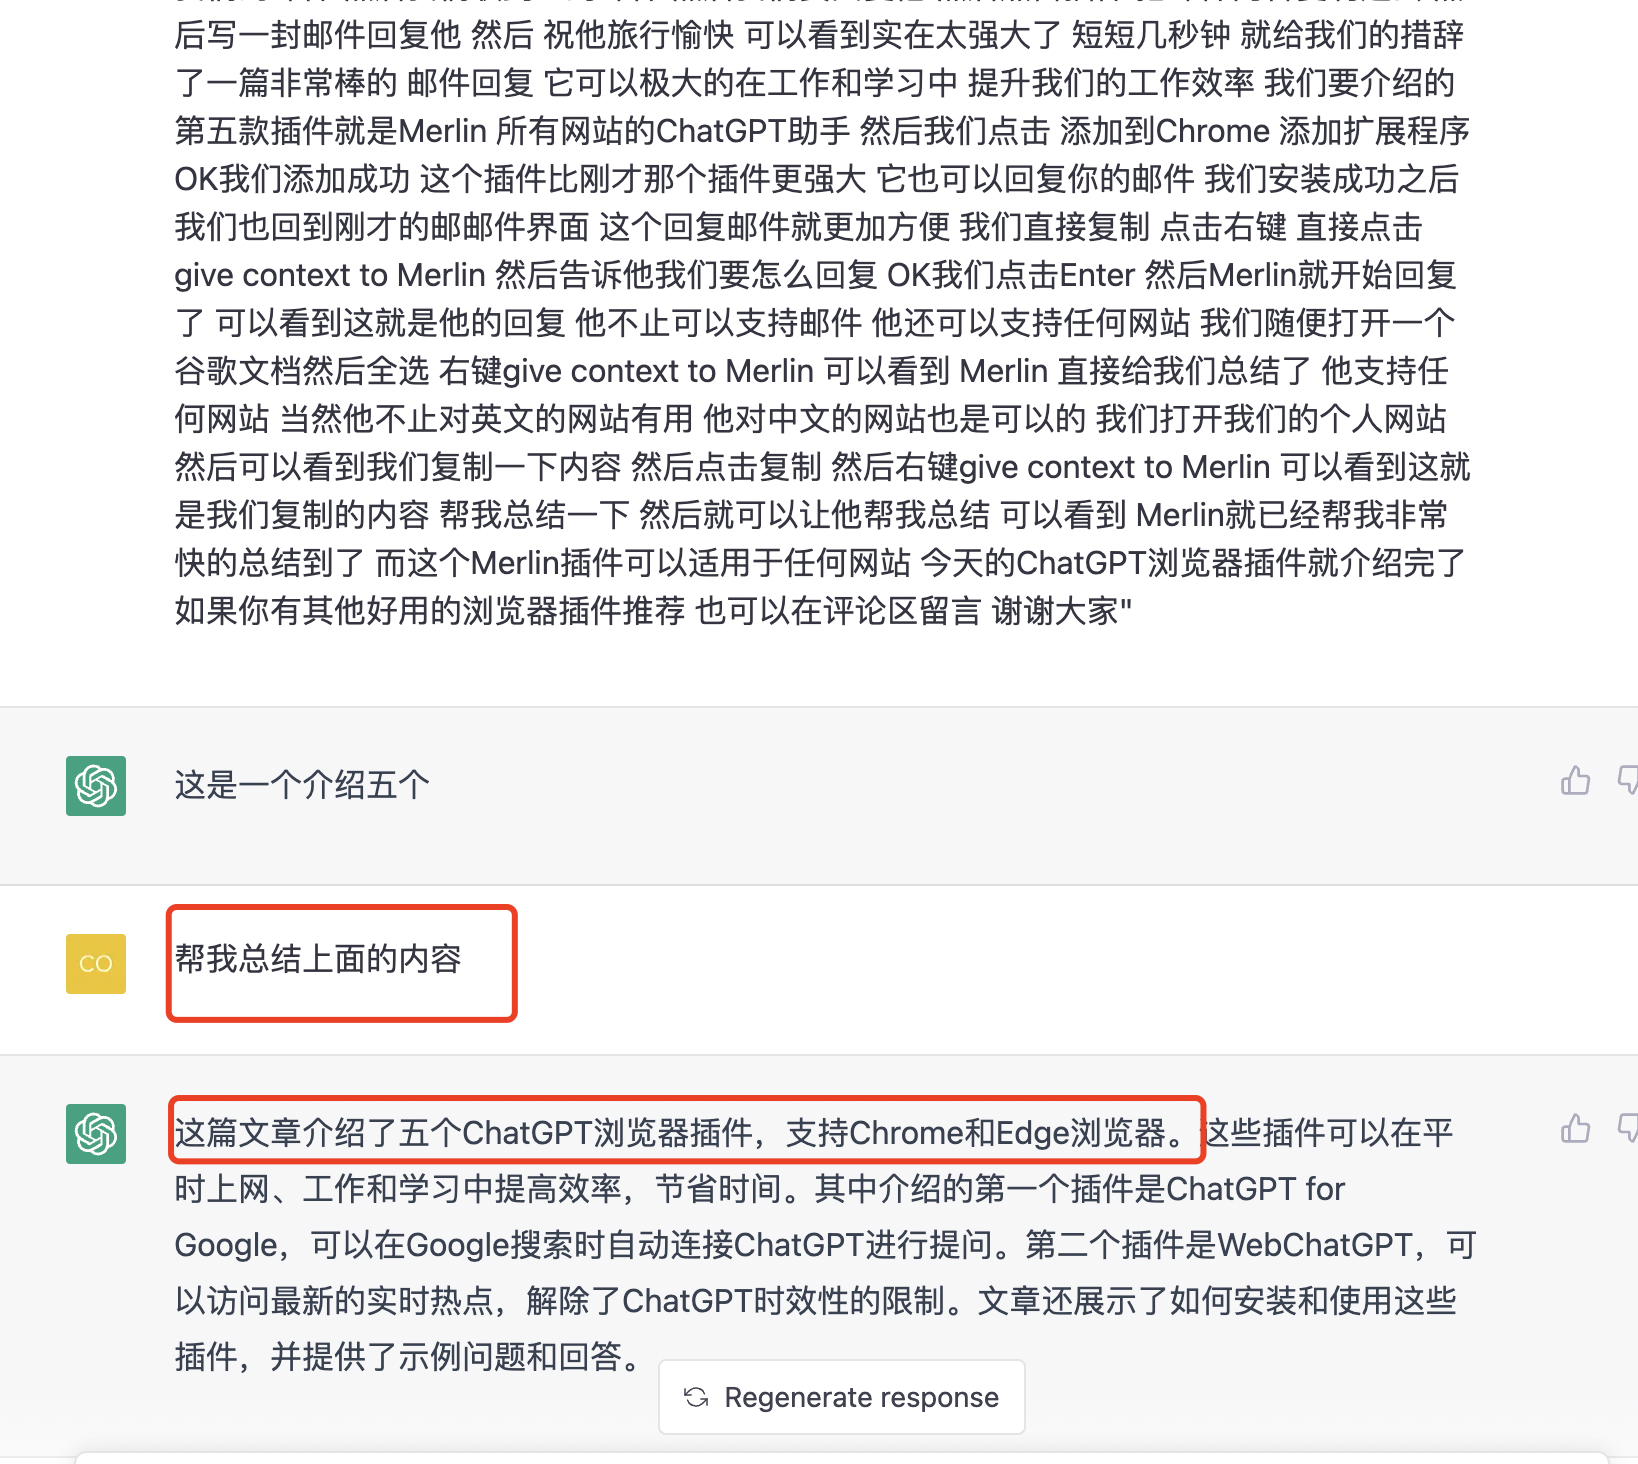 后写一封邮件回复他 然后 祝他旅行愉快 可以看到实在太强大了 短短几秒钟 就给我们的措辞
了一篇非常棒的 邮件回复 它可以极大的在工作和学习中 提升我们的工作效率 我们要介绍的
第五款插件就是Merlin 所有网站的ChatGPT助手 然后我们点击 添加到Chrome 添加扩展程序
OK我们添加成功 这个插件比刚才那个插件更强大 它也可以回复你的邮件 我们安装成功之后
我们也回到刚才的邮邮件界面 这个回复邮件就更加方便 我们直接复制 点击右键 直接点击
give context to Merlin 然后告诉他我们要怎么回复 OK我们点击Enter 然后Merlin就开始回复
了 可以看到这就是他的回复 他不止可以支持邮件 他还可以支持任何网站 我们随便打开一个
谷歌文档然后全选 右键give context to Merlin 可以看到 Merlin 直接给我们总结了 他支持任
何网站 当然他不止对英文的网站有用 他对中文的网站也是可以的 我们打开我们的个人网站
然后可以看到我们复制一下内容 然后点击复制 然后右键give context to Merlin 可以看到这就
是我们复制的内容 帮我总结一下 然后就可以让他帮我总结 可以看到 Merlin就已经帮我非常
快的总结到了 而这个Merlin插件可以适用于任何网站 今天的ChatGPT浏览器插件就介绍完了
如果你有其他好用的浏览器插件推荐 也可以在评论区留言 谢谢大家"
这是一个介绍五个
CO
帮我总结上面的内容
这篇文章介绍了五个ChatGPT浏览器插件，支持Chrome和Edge浏览器。这些插件可以在平
时上网、工作和学习中提高效率，节省时间。其中介绍的第一个插件是ChatGPT for
Google，可以在Google搜索时自动连接ChatGPT进行提问。第二个插件是WebChatGPT，可
以访问最新的实时热点，解除了ChatGPT时效性的限制。文章还展示了如何安装和使用这些
插件，并提供了示例问题和回答。
Regenerate response